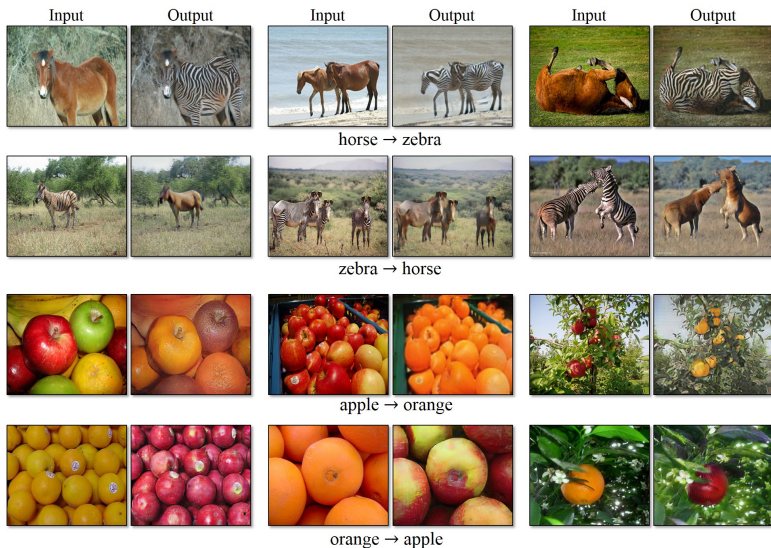 Input Output Input Output Input Output
horse → zebra
zebra → horse
apple → orange
orange → apple